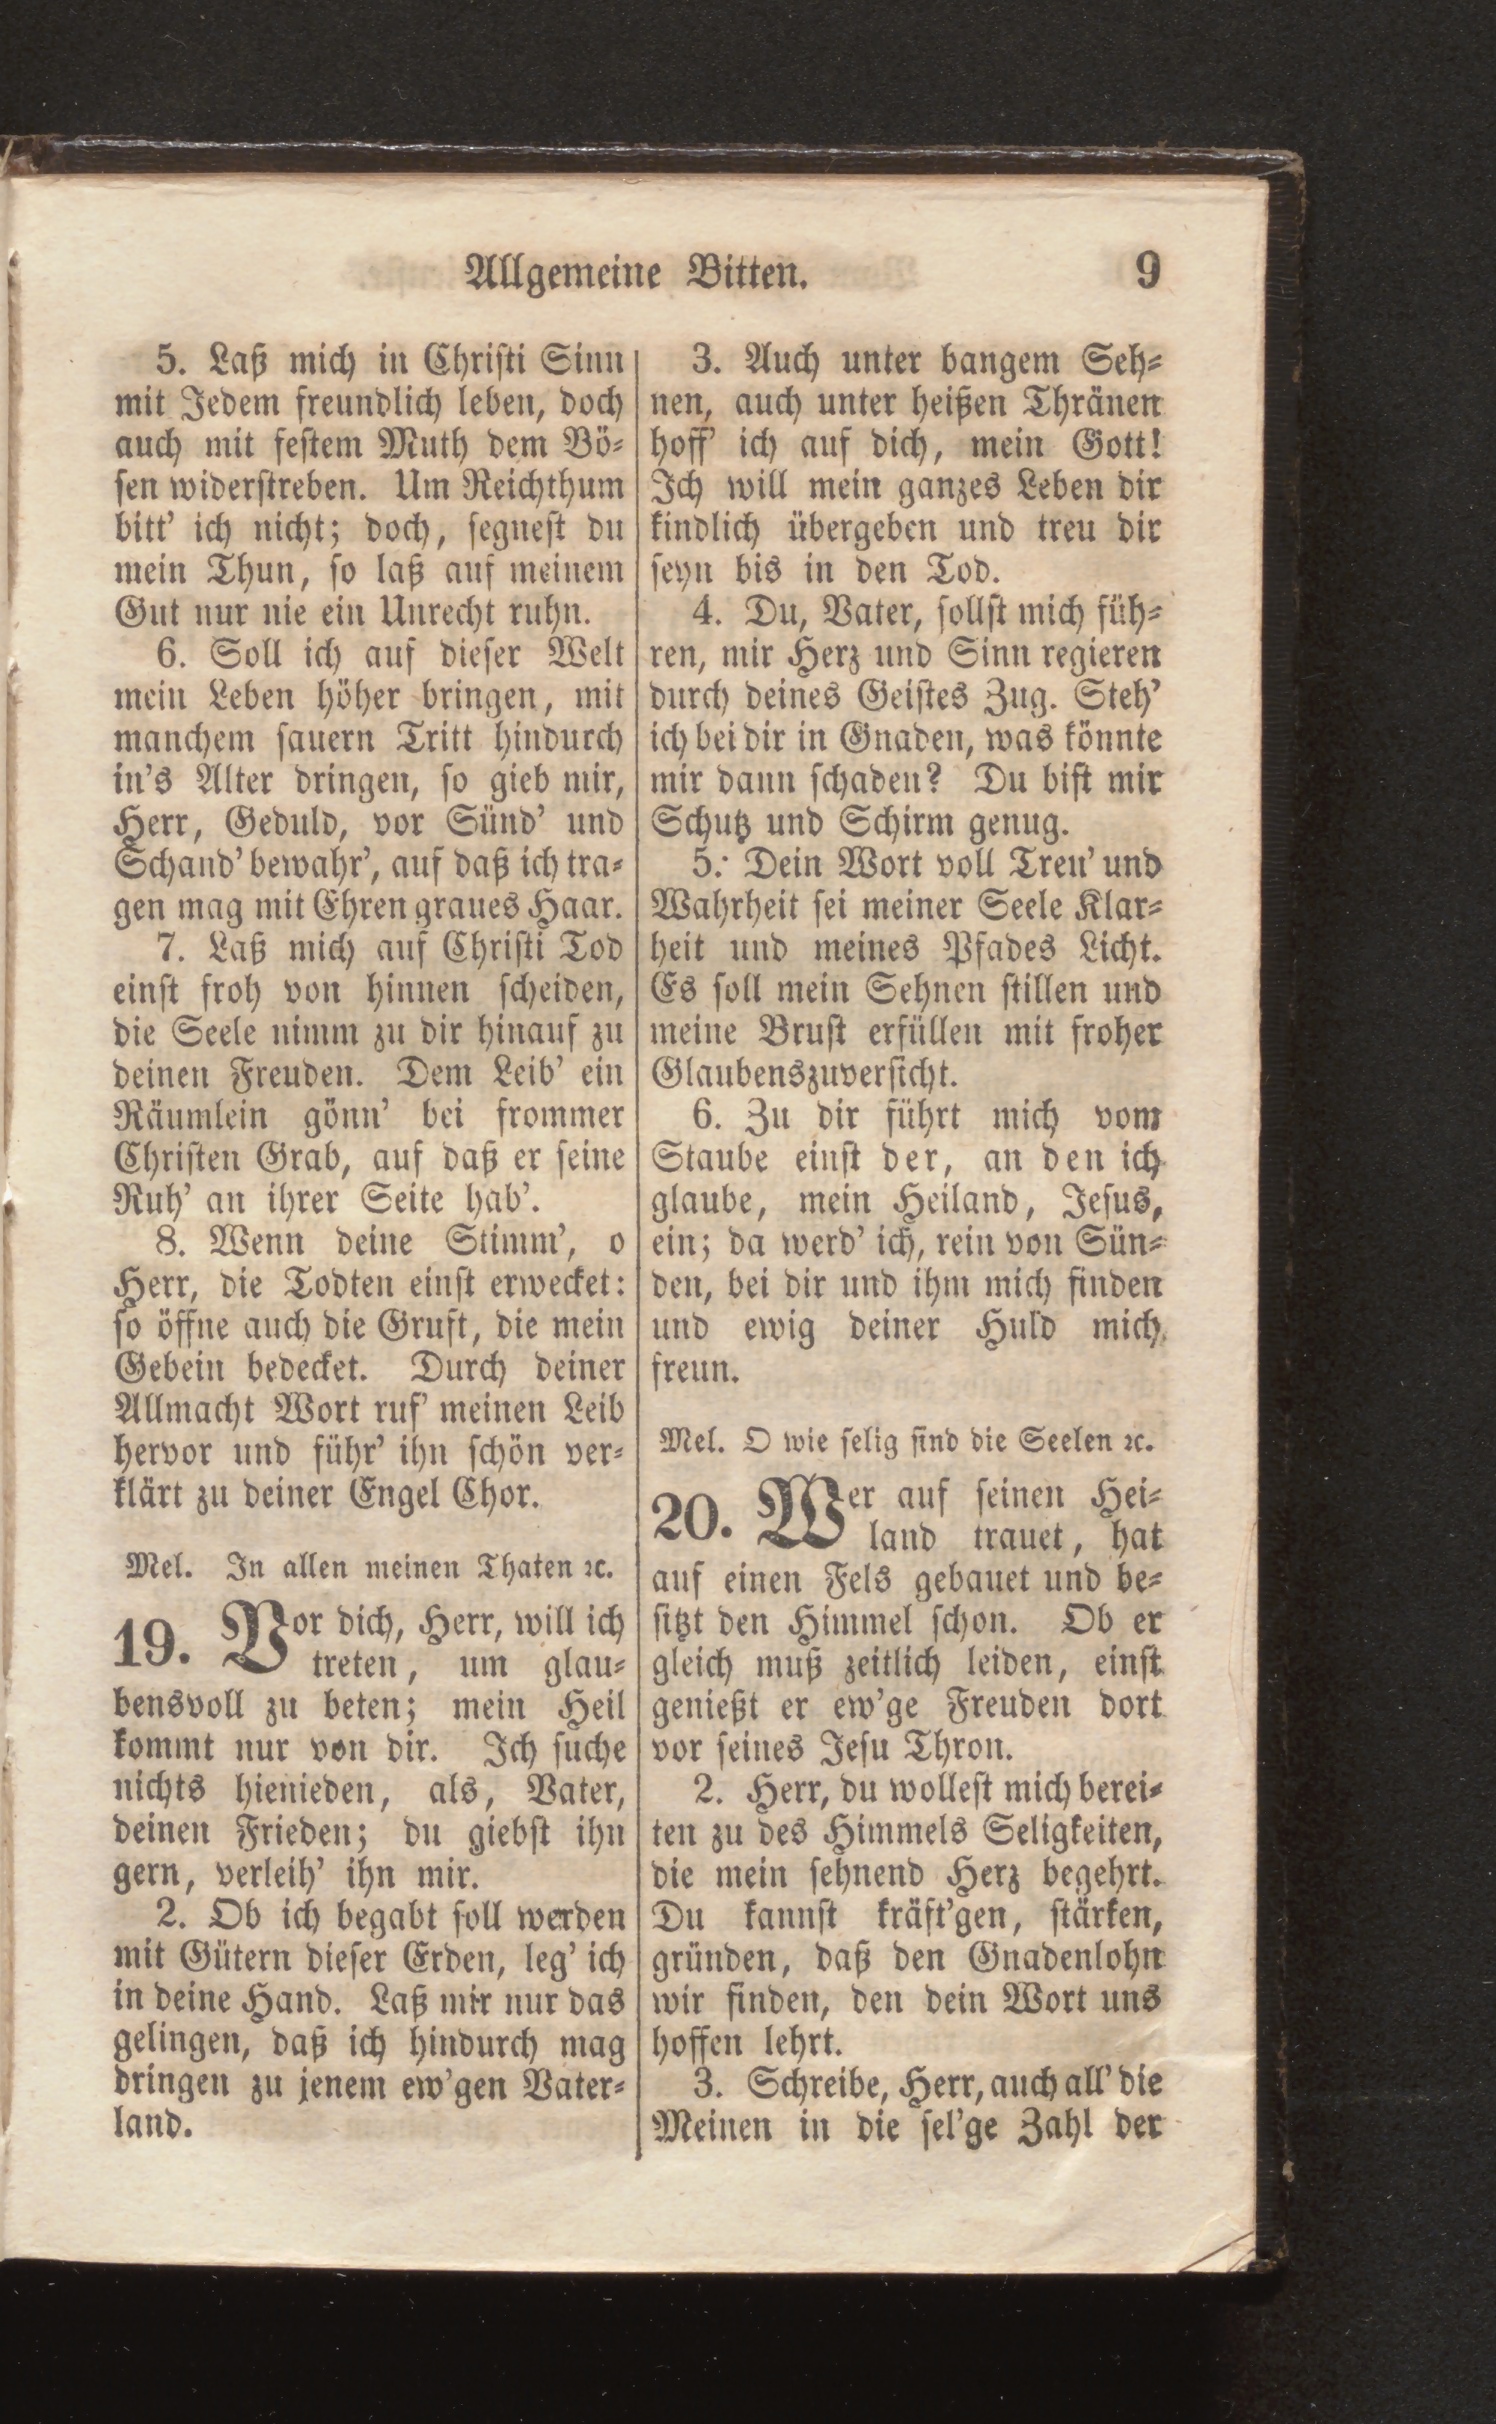 Allgemeine Bitten. 9
5. Laß mich in Christi Sinn
mit Jedem freundlich leben, doch
auch mit festem Muth dem Bö-
sen widerstreben. Um Reichthum
bitt' ich nicht; doch, segnest du
mein Thun, so laß auf meinem
Gut nur nie ein Unrecht ruhn.
6. Soll ich auf dieser Welt
mein Leben höher bringen, mit
manchem sauern Tritt hindurch
in's Alter dringen, so gieb mir,
Herr, Geduld, vor Sünd' und
Schand' bewahr', auf daß ich tra-
gen mag mit Ehren graues Haar.
7. Laß mich auf Christi Tod
einst froh von hinnen scheiden,
die Seele nimm zu dir hinauf zu
deinen Freuden. Dem Leib' ein
Räumlein gönn' bei frommer
Christen Grab, auf daß er seine
Ruh' an ihrer Seite hab'.
8. Wenn deine Stimm', o
Herr, die Todten einst erwecket:
so öffne auch die Gruft, die mein
Gebein bedecket. Durch deiner
Allmacht Wort ruf' meinen Leib
hervor und führ' ihn schön ver-
klärt zu deiner Engel Chor.
Mel. In allen meinen Thaten ꝛc.
19. Vor dich, Herr, will ich
treten, um glau-
bensvoll zu beten; mein Heil
kommt nur von dir. Ich suche
nichts hienieden, als, Vater,
deinen Frieden; du giebst ihn
gern, verleih' ihn mir.
2. Ob ich begabt soll werden
mit Gütern dieser Erden, leg' ich
in deine Hand. Laß mir nur das
gelingen, daß ich hindurch mag
dringen zu jenem ew'gen Vater-
land.
3. Auch unter bangem Seh-
nen, auch unter heißen Thränen
hoff' ich auf dich, mein Gott!
Ich will mein ganzes Leben dir
kindlich übergeben und treu dir
seyn bis in den Tod.
4. Du, Vater, sollst mich füh-
ren, mir Herz und Sinn regieren
durch deines Geistes Zug. Steh'
ich bei dir in Gnaden, was könnte
mir dann schaden? Du bist mir
Schutz und Schirm genug.
5. Dein Wort voll Treu' und
Wahrheit sei meiner Seele Klar-
heit und meines Pfades Licht.
Es soll mein Sehnen stillen und
meine Brust erfüllen mit froher
Glaubenszuversicht.
6. Zu dir führt mich vom
Staube einst der, an den ich
glaube, mein Heiland, Jesus,
ein; da werd' ich, rein von Sün-
den, bei dir und ihm mich finden
und ewig deiner Huld mich
freun.
Mel. O wie selig sind die Seelen ꝛc.
20. Wer auf seinen Hei-
land trauet, hat
auf einen Fels gebauet und be-
sitzt den Himmel schon. Ob er
gleich muß zeitlich leiden, einst
genießt er ew'ge Freuden dort
vor seines Jesu Thron.
2. Herr, du wollest mich berei-
ten zu des Himmels Seligkeiten,
die mein sehnend Herz begehrt.
Du kannst kräft'gen, stärken,
gründen, daß den Gnadenlohn
wir finden, den dein Wort uns
hoffen lehrt.
3. Schreibe, Herr, auch all' die
Meinen in die sel'ge Zahl der